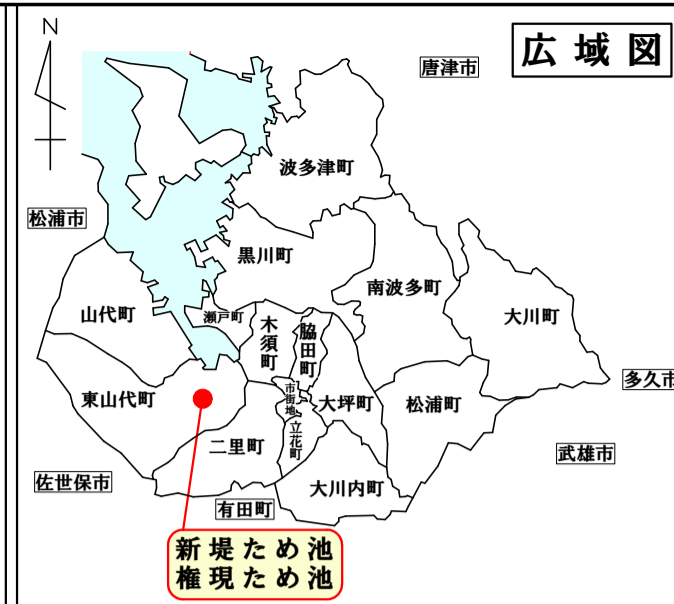 N
広域図
唐津市
波多津町
松浦市
黒川町
南波多町
山代町
瀬戸町
木須町
脇田町
大川町
東山代町
市街地
大坪町
松浦町
多久市
立花町
二里町
武雄市
佐世保市
大川内町
有田町
新堤ため池
権現ため池